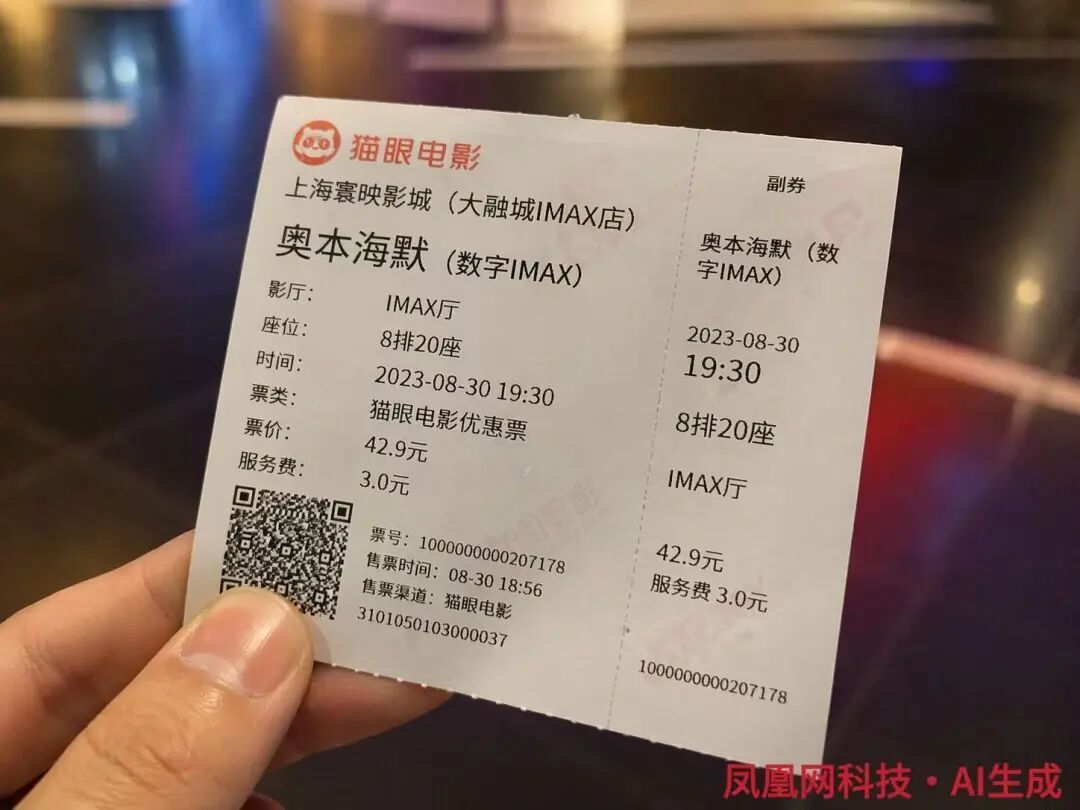 猫眼电影
上海寰映影城（大融城IMAX店）
奥本海默（数字IMAX）
影厅： IMAX厅
座位： 8排20座
时间： 2023-08-30 19:30
票类： 猫眼电影优惠票
票价： 42.9元
服务费： 3.0元
票号：1000000000207178
售票时间：08-30 18:56
售票渠道：猫眼电影
3101050103000037
副券
奥本海默（数
字IMAX）
2023-08-30
19:30
8排20座
IMAX厅
42.9元
服务费 3.0元
1000000000207178
凤凰网科技·AI生成